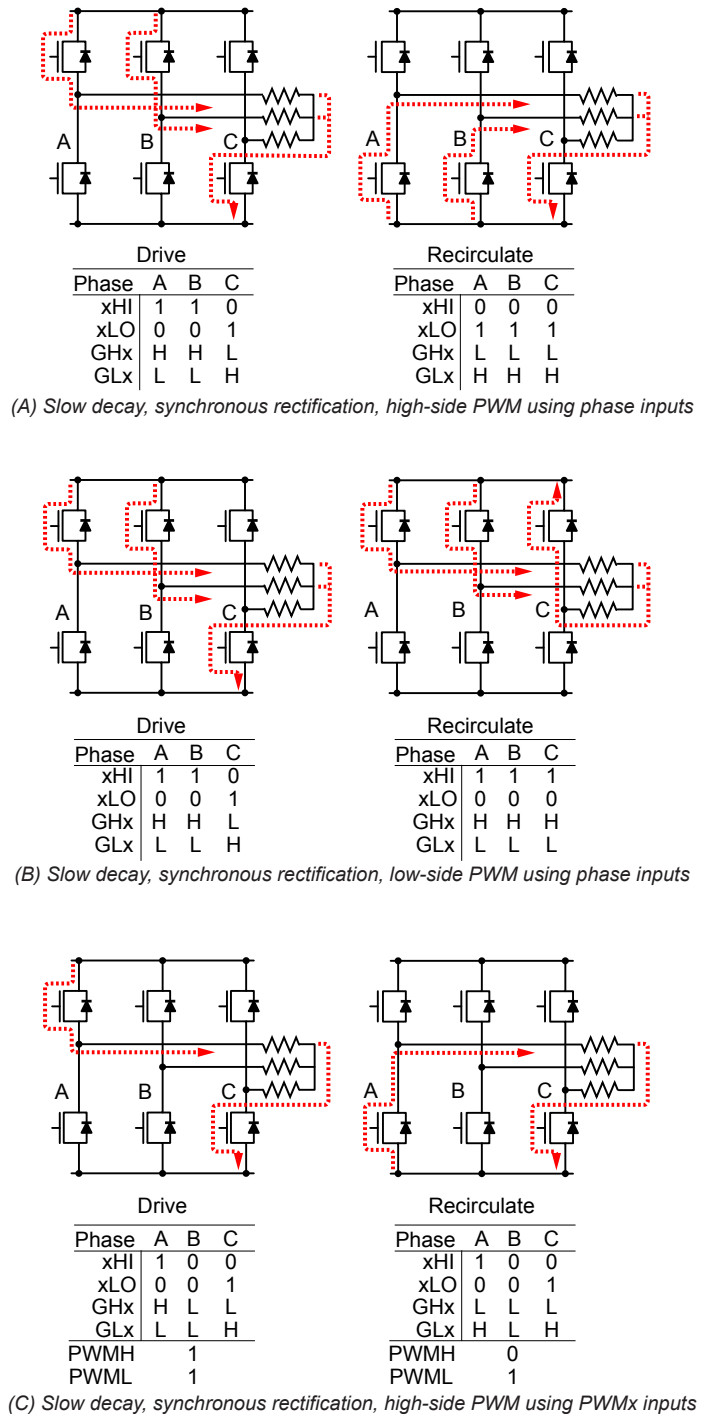 A B C
A B C
Drive
Phase A B C
xHI 1 1 0
xLO 0 0 1
GHx H H L
GLx L L H
Recirculate
Phase A B C
xHI 0 0 0
xLO 1 1 1
GHx L L L
GLx H H H
(A) Slow decay, synchronous rectification, high-side PWM using phase inputs
A B C
A B C
Drive
Phase A B C
xHI 1 1 0
xLO 0 0 1
GHx H H L
GLx L L H
Recirculate
Phase A B C
xHI 1 1 1
xLO 0 0 0
GHx H H H
GLx L L L
(B) Slow decay, synchronous rectification, low-side PWM using phase inputs
A B C
A B C
Drive
Phase A B C
xHI 1 0 0
xLO 0 0 1
GHx H L L
GLx L L H
PWMH 1
PWML 1
Recirculate
Phase A B C
xHI 1 0 0
xLO 0 0 1
GHx L L L
GLx H L H
PWMH 0
PWML 1
(C) Slow decay, synchronous rectification, high-side PWM using PWMx inputs